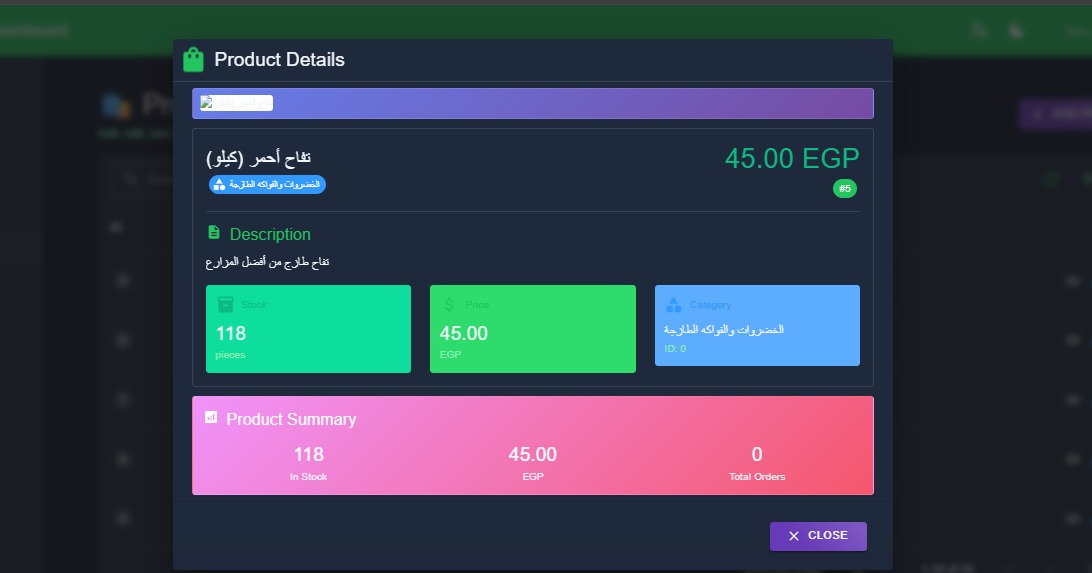 Product Details
تفاح أحمر (كيلو)
45.00 EGP
الخضروات والفواكه الطازجة
#5
Description
تفاح طازج من أفضل المزارع
Stock
118
pieces
Price
45.00
EGP
Category
الخضروات والفواكه الطازجة
ID: 0
Product Summary
118
In Stock
45.00
EGP
0
Total Orders
CLOSE